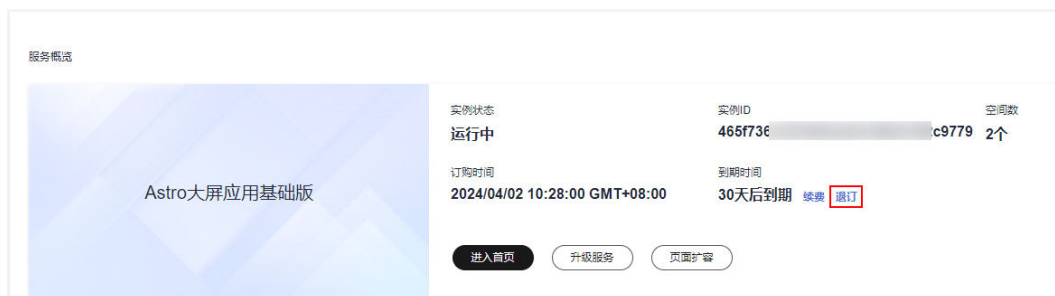 服务概览
Astro大屏应用基础版
实例状态
运行中
实例ID
465f736 c9779
空间数
2个
订购时间
2024/04/02 10:28:00 GMT+08:00
到期时间
30天后到期 续费 退订
进入首页 升级服务 页面扩容